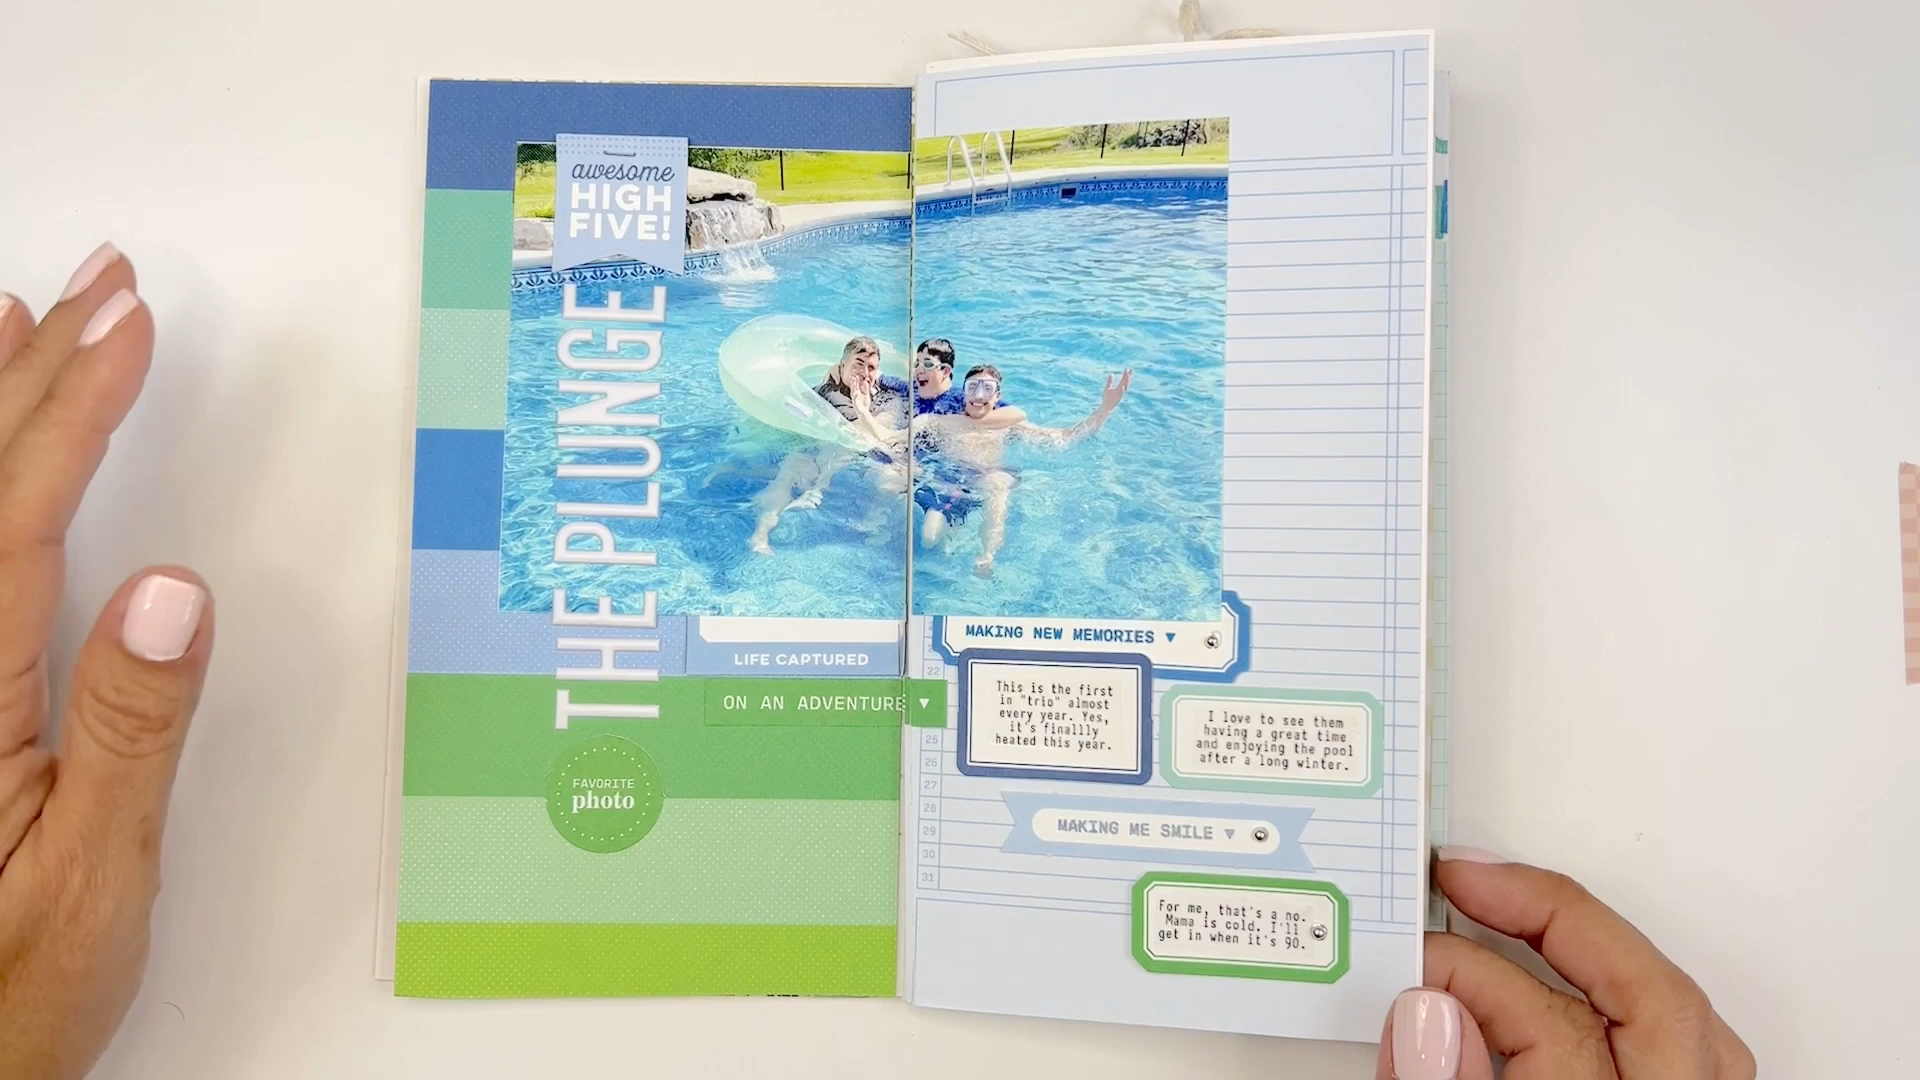 awesome
HIGH
FIVE!
THE PLUNGE
LIFE CAPTURED
ON AN ADVENTURE
FAVORITE
photo
MAKING NEW MEMORIES
22
25
26
27
28
29
30
31
This is the first
in "trio" almost
every year. Yes,
it's finallly
heated this year.
I love to see them
having a great time
and enjoying the pool
after a long winter.
MAKING ME SMILE
For me, that's a no.
Mama is cold. I'll
get in when it's 90.